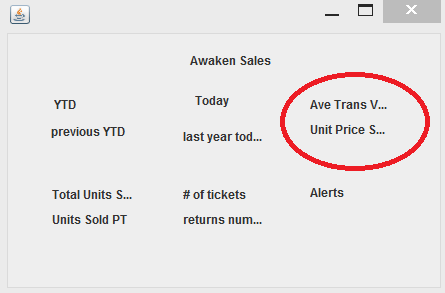 Awaken Sales
YTD
Today
Ave Trans V...
previous YTD
last year tod...
Unit Price S...
Total Units S...
# of tickets
Alerts
Units Sold PT
returns num...